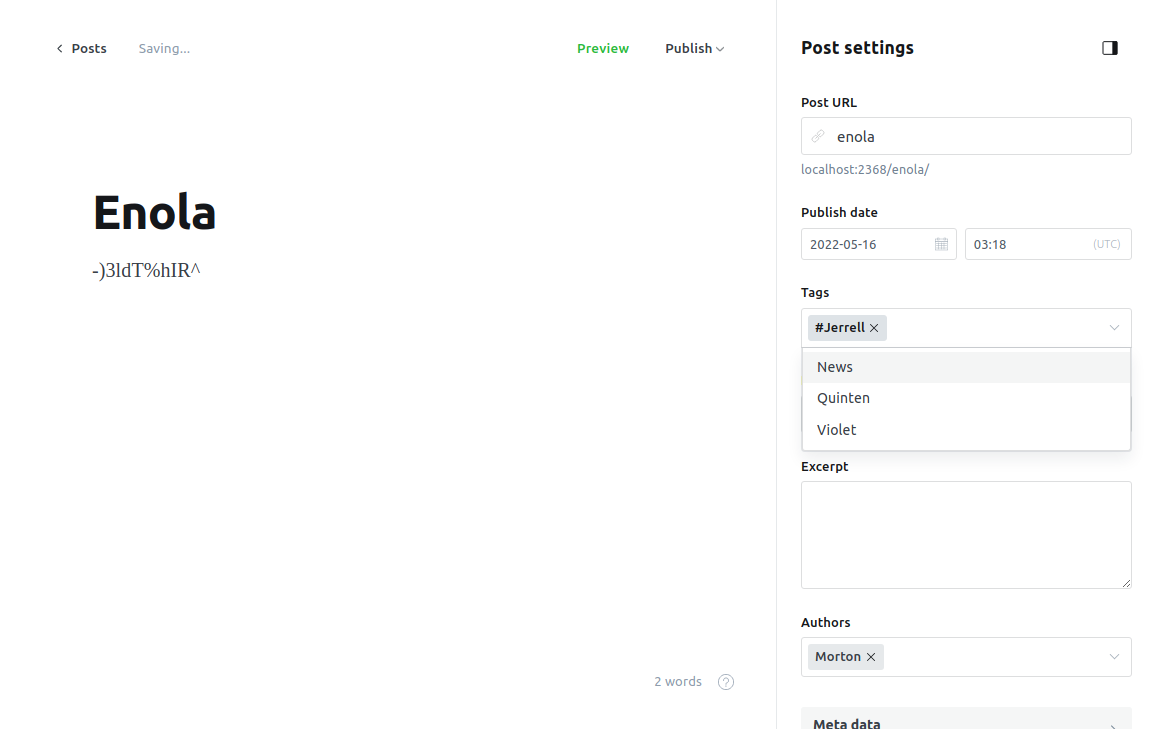 Posts
Saving...
Preview
Publish
Enola
-)3ldT%hIR^
2 words
?
Post settings
Post URL
enola
localhost:2368/enola/
Publish date
2022-05-16
03:18
(UTC)
Tags
#Jerrell
News
Quinten
Violet
Excerpt
Authors
Morton
Meta data